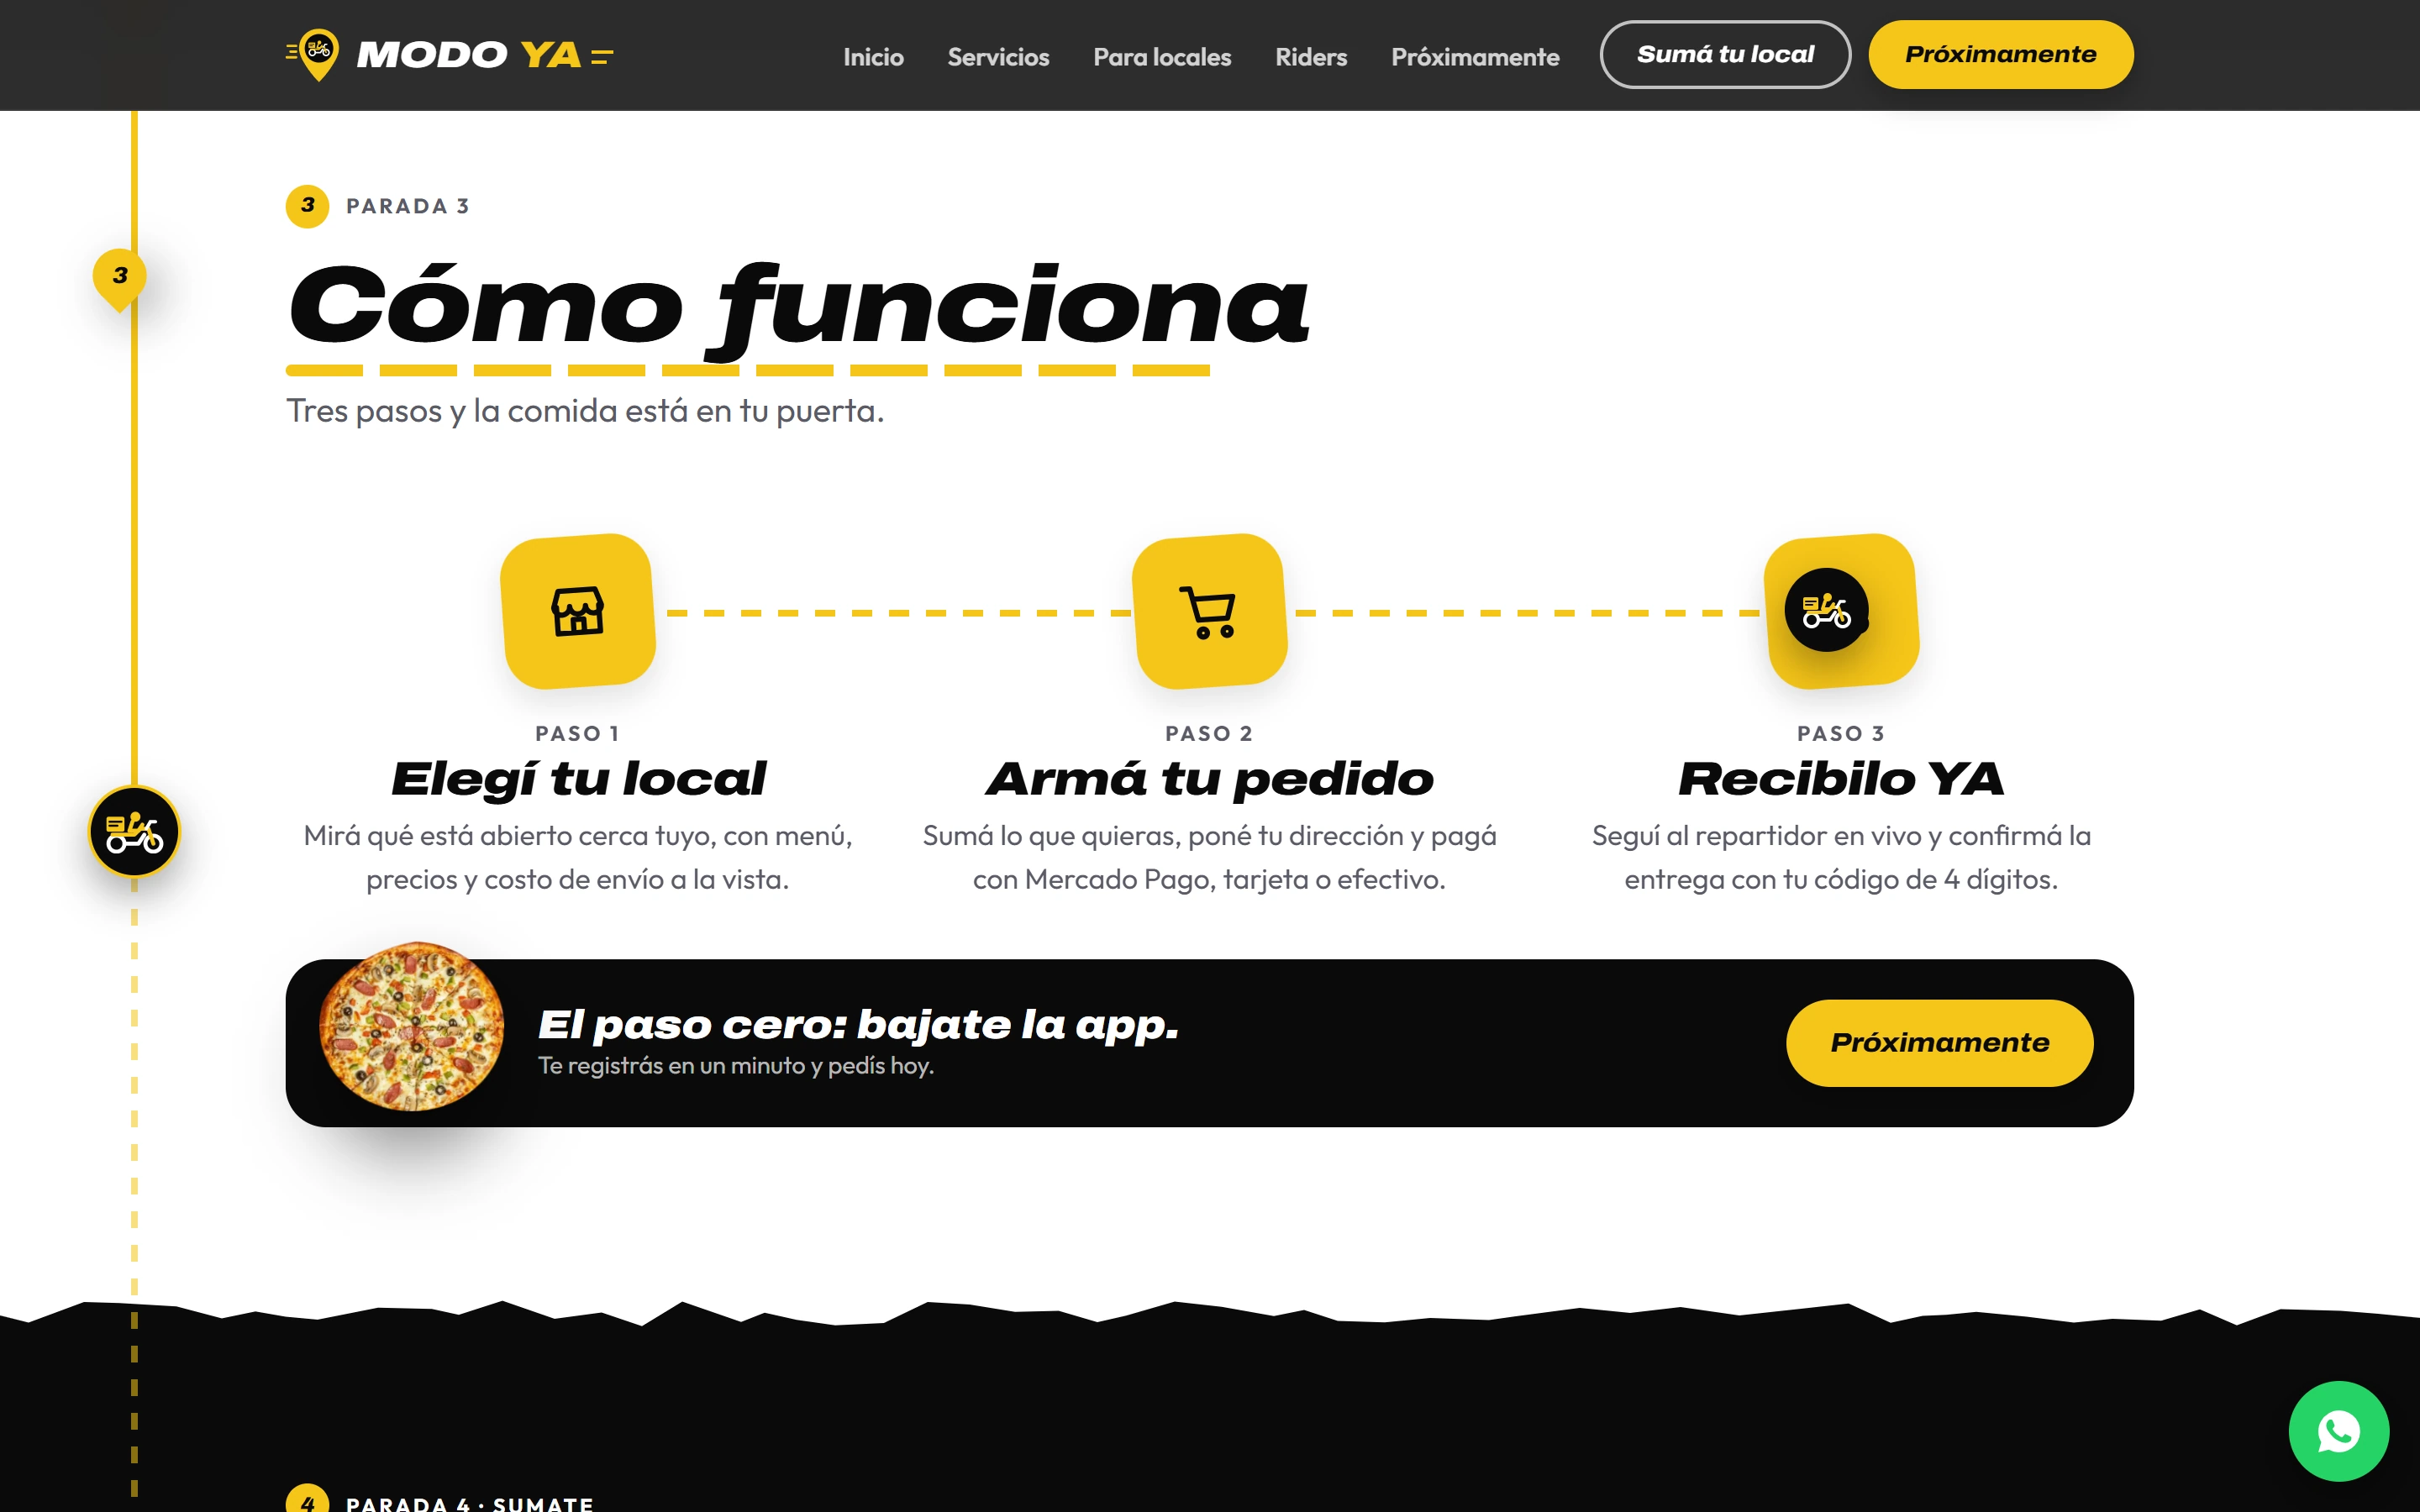 MODO YA
Inicio
Servicios
Para locales
Riders
Próximamente
Sumá tu local
Próximamente
3 PARADA 3
3
Cómo funciona
Tres pasos y la comida está en tu puerta.
PASO 1
Elegí tu local
Mirá qué está abierto cerca tuyo, con menú,
precios y costo de envío a la vista.
PASO 2
Armá tu pedido
Sumá lo que quieras, poné tu dirección y pagá
con Mercado Pago, tarjeta o efectivo.
PASO 3
Recibilo YA
Seguí al repartidor en vivo y confirmá la
entrega con tu código de 4 dígitos.
El paso cero: bajate la app.
Te registrás en un minuto y pedís hoy.
Próximamente
4 PARADA 4 · SUMATE